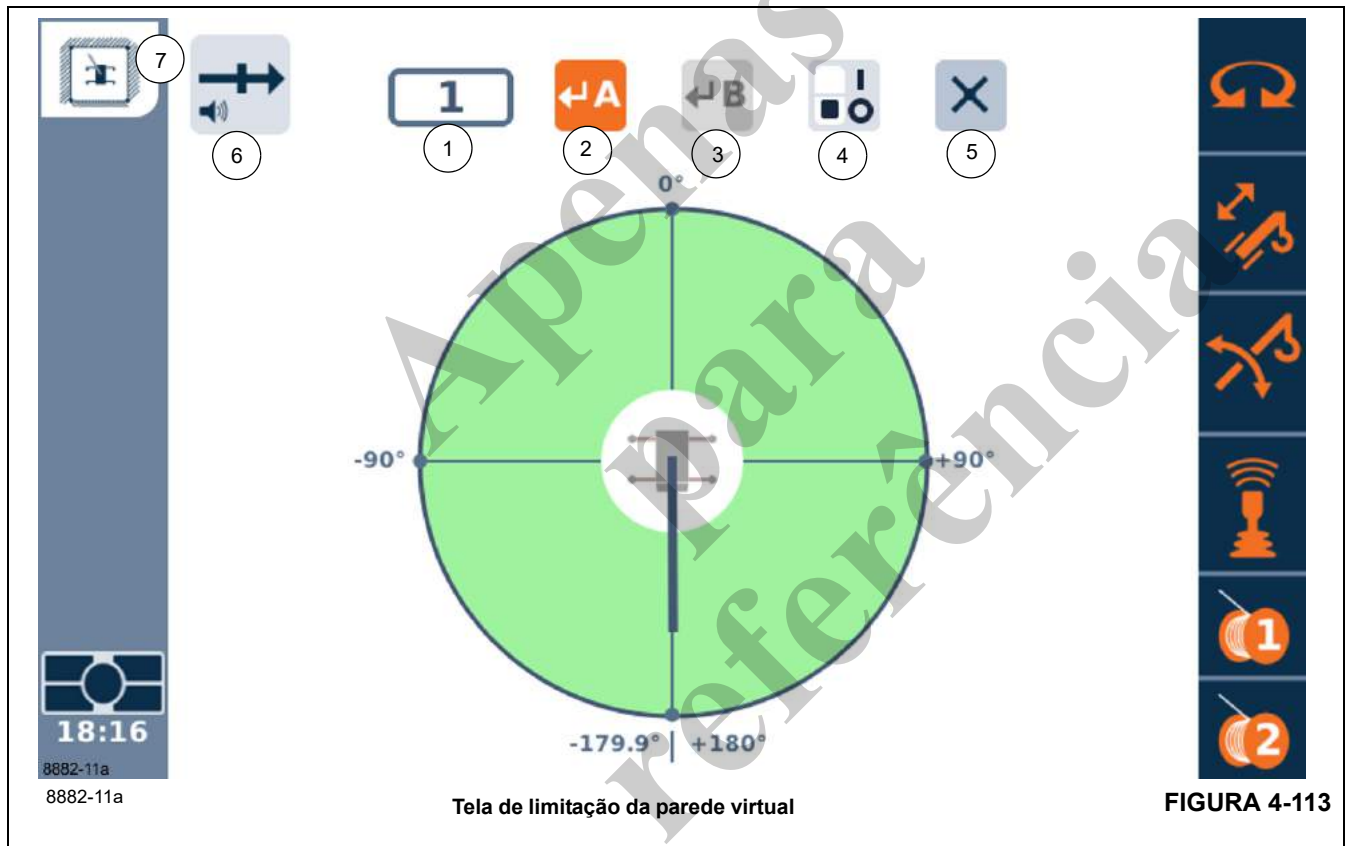 7
1
A
B
6
1
2
3
4
5
0°
-90°
+90°
-179.9° | +180°
1
2
18:16
8882-11a
8882-11a
Tela de limitação da parede virtual
FIGURA 4-113
Apenas
para
referência